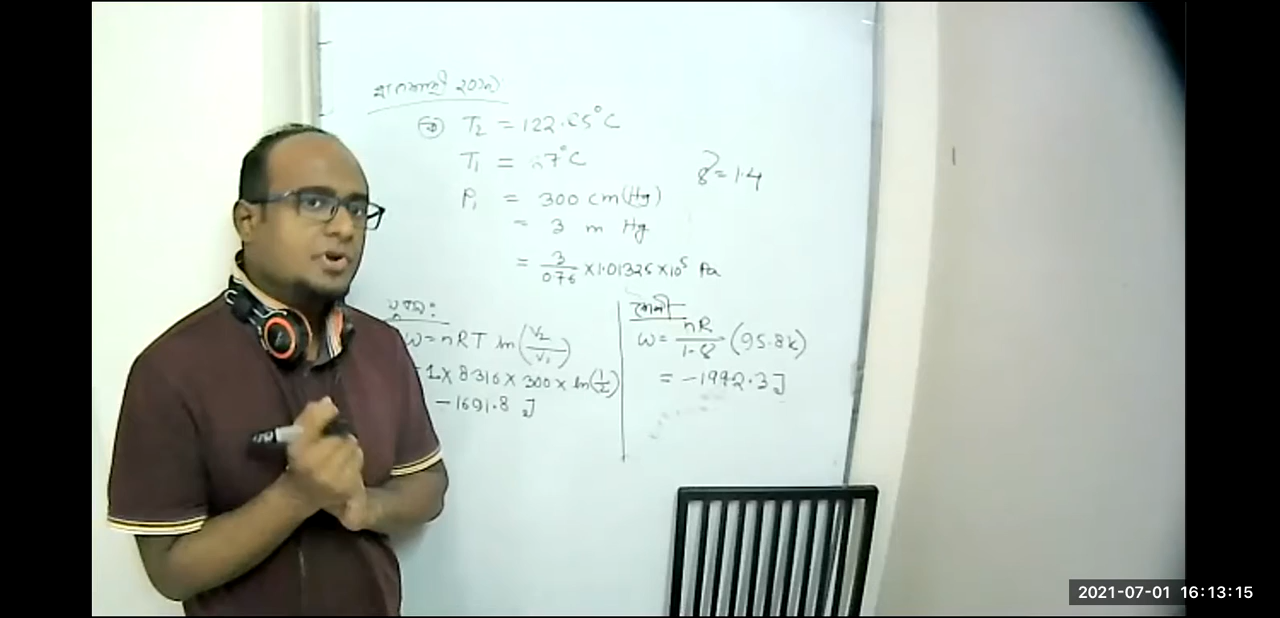 রাজশাহী ২০১৯
T₂ = 122.85°C
T₁ = 27°C
γ = 1.4
P₁ = 300 cm(Hg)
= 3 m Hg
= 3/0.76 × 1.01325 × 10⁵ Pa
W = nRT ln(V₂/V₁)
1 × 8.316 × 300 × ln(1/2)
-1691.8 J
W = nR/1-γ (95.8K)
= -1992.3 J
2021-07-01 16:13:15